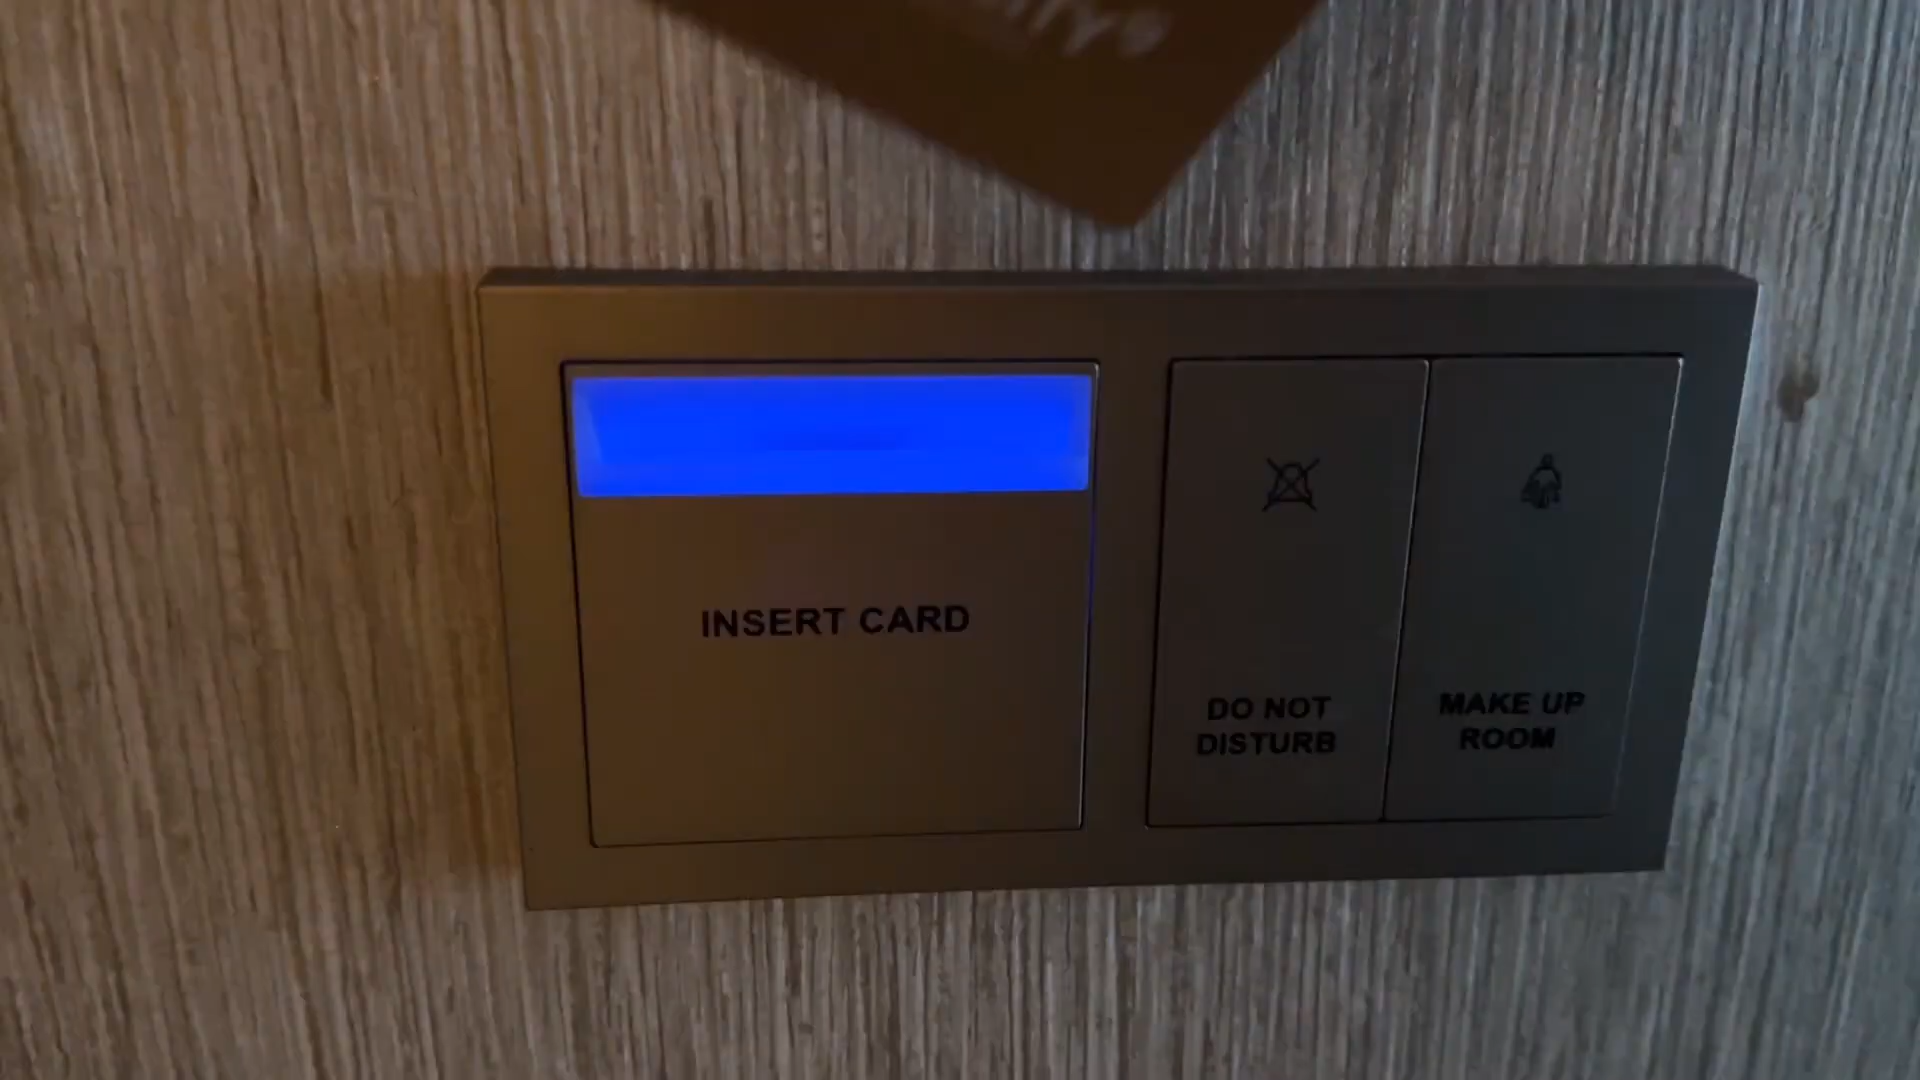 INSERT CARD
DO NOT
DISTURB
MAKE UP
ROOM